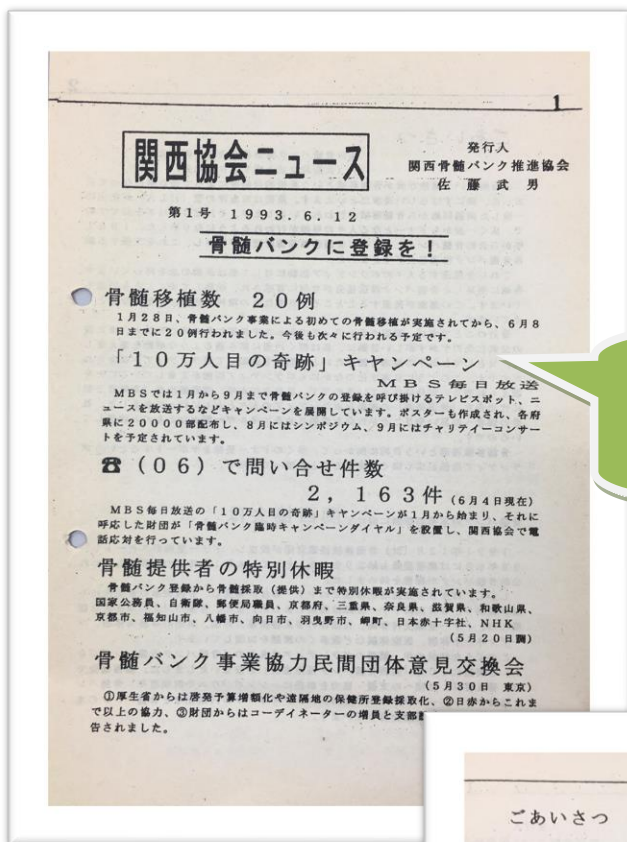 1
関西協会ニュース
発行人
関西骨髄バンク推進協会
佐藤武男
第1号 1993.6.12
骨髄バンクに登録を!
骨髄移植数 20例
1月28日、骨髄バンク事業による初めての骨髄移植が実施されてから、6月8
日までに20例行われました。今後も次々に行われる予定です。
「10万人目の奇跡」キャンペーン
MBS毎日放送
MBSでは1月から9月まで骨髄バンクの登録を呼び掛けるテレビスポット、ニ
ュースを放送するなどキャンペーンを展開しています。ポスターも作成され、各府
県に20000部配布し、8月にはシンポジウム、9月にはチャリテイーコンサー
トを予定されています。
☎(06)で問い合せ件数
2,163件(6月4日現在)
MBS毎日放送の「10万人目の奇跡」キャンペーンが1月から始まり、それに
呼応した財団が「骨髄バンク臨時キャンペーンダイヤル」を設置し、関西協会で電
話応対を行っています。
骨髄提供者の特別休暇
骨髄バンク登録から骨髄採取(提供)まで特別休暇が実施されています。
国家公務員、自衛隊、郵便局職員、京都府、三重県、奈良県、滋賀県、和歌山県、
京都市、福知山市、八幡市、向日市、羽曳野市、岬町、日本赤十字社、NHK
(5月20日調)
骨髄バンク事業協力民間団体意見交換会
(5月30日 東京)
①厚生省からは啓発予算増額化や遠隔地の保健所登録採取化、②日赤からこれま
で以上の協力、③財団からはコーデイネーターの増員と支部
告されました。
ごあいさつ